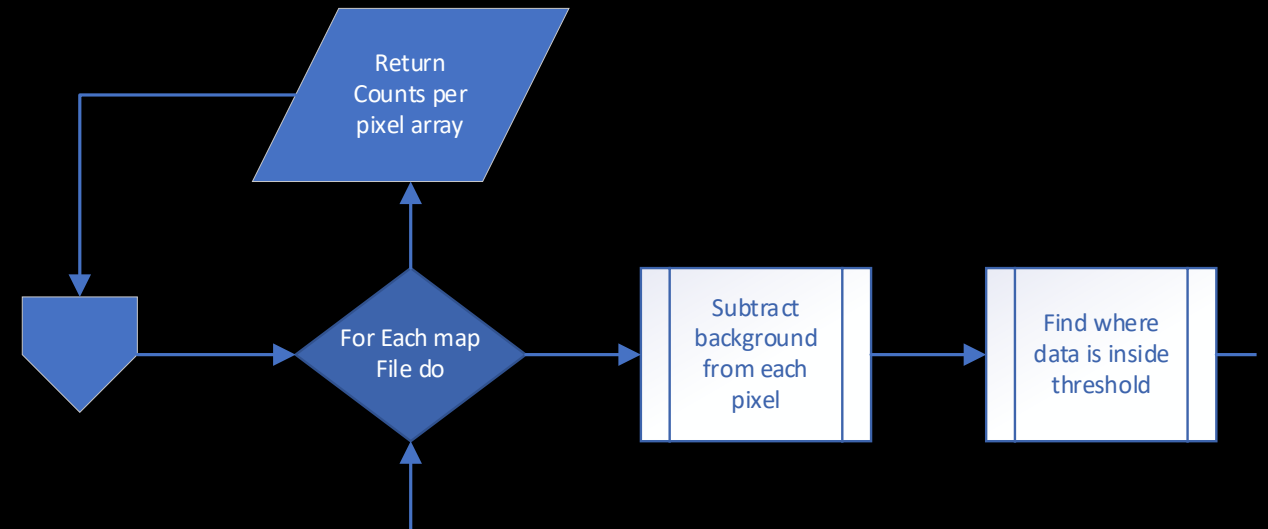 Return
Counts per
pixel array
For Each map
File do
Subtract
background
from each
pixel
Find where
data is inside
threshold